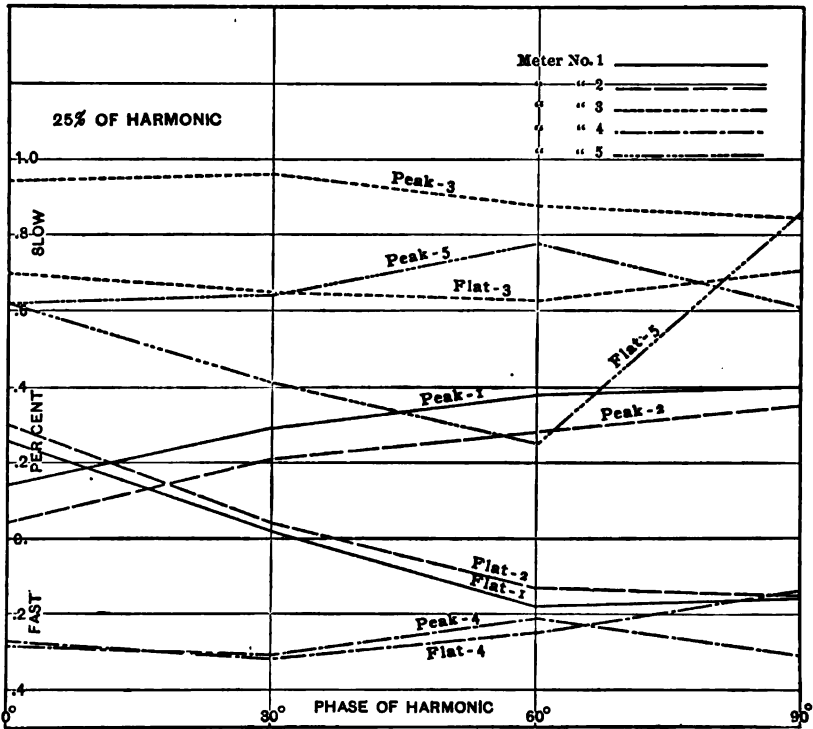 Meter No. 1
“ “ 2
“ “ 3
“ “ 4
“ “ 5
25% OF HARMONIC
1.0
Peak-3
SLOW
.8
Peak-5
Flat-3
.6
Flat-5
.4
Peak-1
Peak-2
PER CENT
.2
0.
Flat-2
Flat-1
FAST
.2
Peak-4
Flat-4
.4
0° 30° 60° 90°
PHASE OF HARMONIC